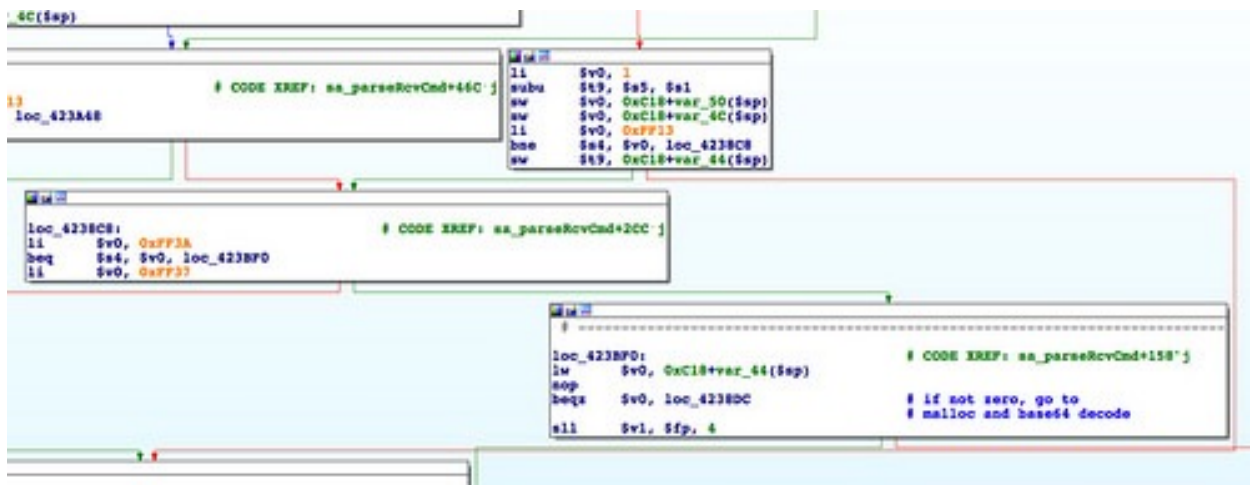 _4C($sp)
# CODE XREF: sa_parseRcvCmd+46C j
13
loc_423A48
li $v0, 1
subu $t9, $s5, $s1
sw $v0, 0xC18+var_50($sp)
sw $v0, 0xC18+var_4C($sp)
li $v0, 0xFF13
bne $s4, $v0, loc_4238C8
sw $t9, 0xC18+var_44($sp)
loc_4238C8: # CODE XREF: sa_parseRcvCmd+2CC j
li $v0, 0xFF3A
beq $s4, $v0, loc_423BF0
li $v0, 0xFF37
# ---------------------------------------------------------------------------
loc_423BF0: # CODE XREF: sa_parseRcvCmd+158↑j
lw $v0, 0xC18+var_44($sp)
nop
beqz $v0, loc_4238DC # if not zero, go to
# malloc and base64 decode
sll $v1, $fp, 4